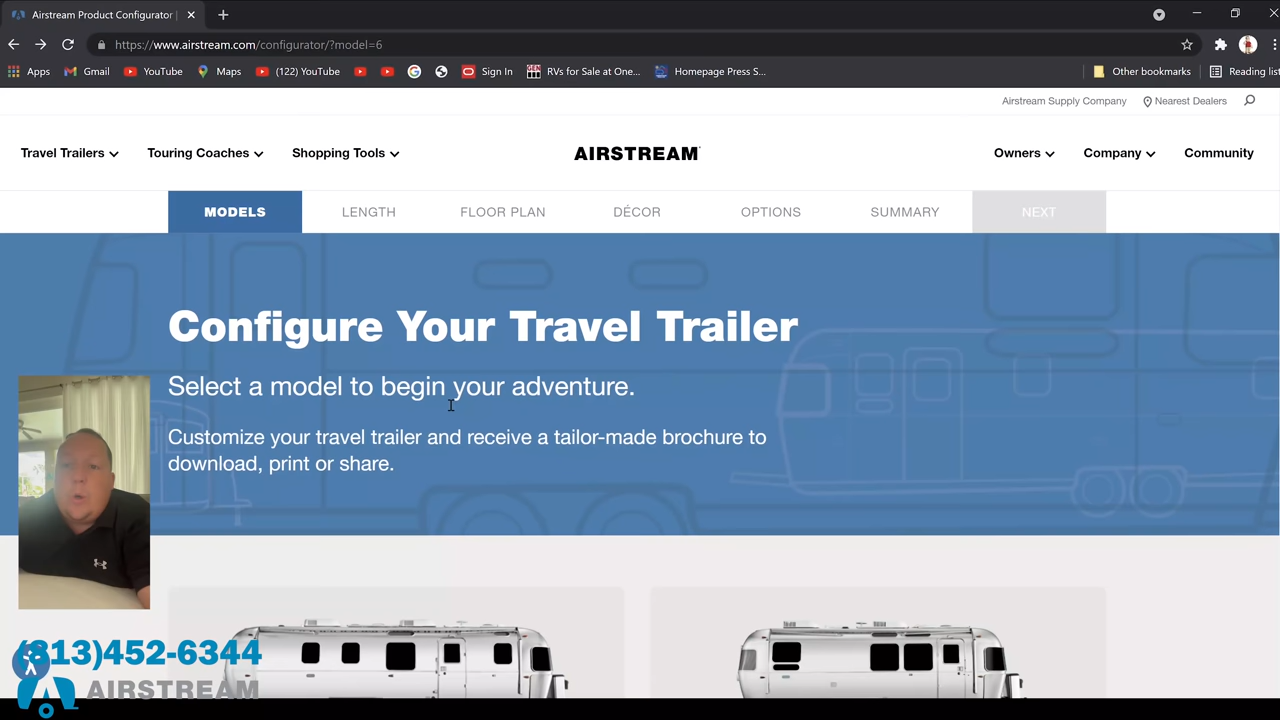 Airstream Product Configurator |
https://www.airstream.com/configurator/?model=6
Apps
Gmail
YouTube
Maps
(122) YouTube
Sign In
RVs for Sale at One...
Homepage Press S...
Other bookmarks
Reading list
Airstream Supply Company
Nearest Dealers
Travel Trailers
Touring Coaches
Shopping Tools
AIRSTREAM
Owners
Company
Community
MODELS
LENGTH
FLOOR PLAN
DÉCOR
OPTIONS
SUMMARY
NEXT
Configure Your Travel Trailer
Select a model to begin your adventure.
Customize your travel trailer and receive a tailor-made brochure to
download, print or share.
(813)452-6344
AIRSTREAM